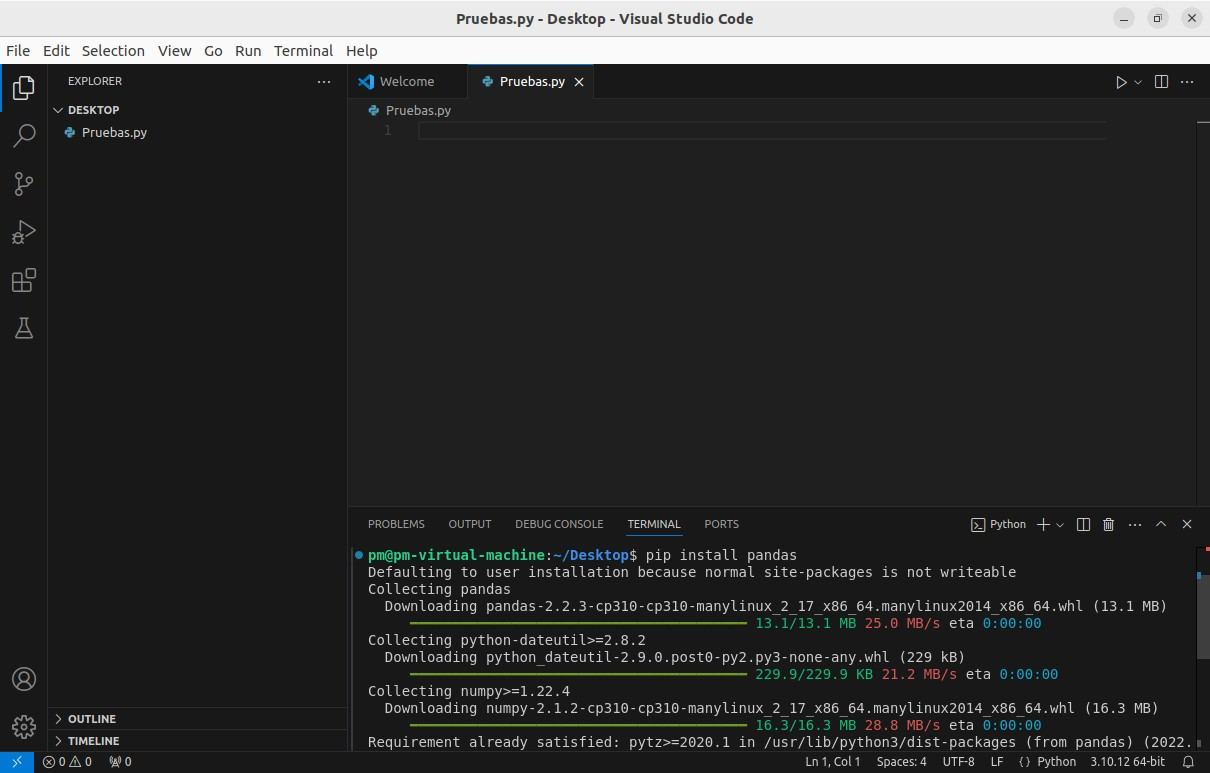 Pruebas.py - Desktop - Visual Studio Code
File Edit Selection View Go Run Terminal Help
EXPLORER
DESKTOP
Pruebas.py
OUTLINE
TIMELINE
Welcome
Pruebas.py
Pruebas.py
1
PROBLEMS OUTPUT DEBUG CONSOLE TERMINAL PORTS
Python
pm@pm-virtual-machine:~/Desktop$ pip install pandas
Defaulting to user installation because normal site-packages is not writeable
Collecting pandas
Downloading pandas-2.2.3-cp310-cp310-manylinux_2_17_x86_64.manylinux2014_x86_64.whl (13.1 MB)
13.1/13.1 MB 25.0 MB/s eta 0:00:00
Collecting python-dateutil>=2.8.2
Downloading python_dateutil-2.9.0.post0-py2.py3-none-any.whl (229 kB)
229.9/229.9 KB 21.2 MB/s eta 0:00:00
Collecting numpy>=1.22.4
Downloading numpy-2.1.2-cp310-cp310-manylinux_2_17_x86_64.manylinux2014_x86_64.whl (16.3 MB)
16.3/16.3 MB 28.8 MB/s eta 0:00:00
Requirement already satisfied: pytz>=2020.1 in /usr/lib/python3/dist-packages (from pandas) (2022.
0 0 0 Ln 1, Col 1 Spaces: 4 UTF-8 LF Python 3.10.12 64-bit